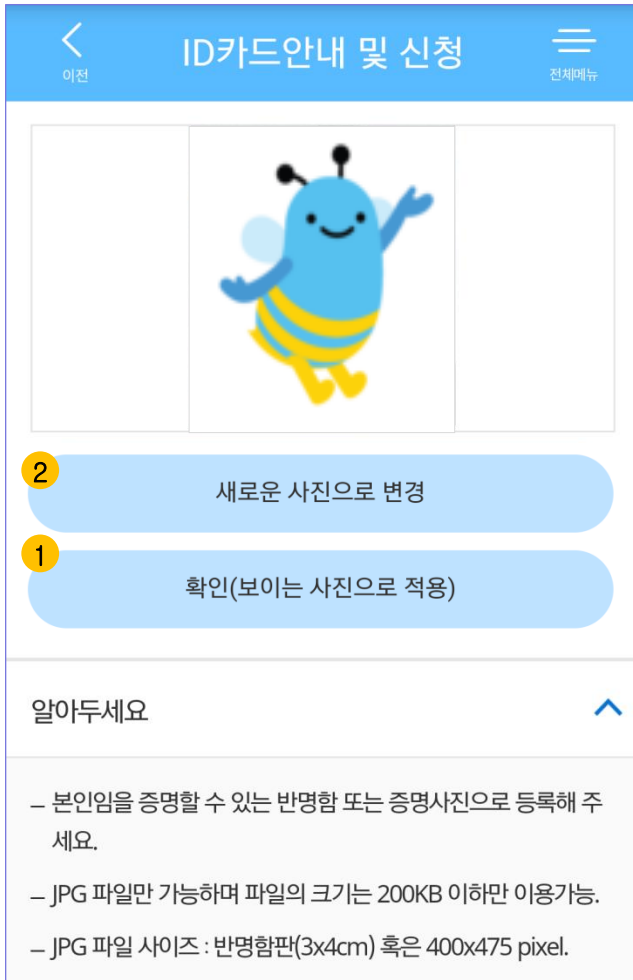 이전
ID카드안내 및 신청
전체메뉴
2
새로운 사진으로 변경
1
확인(보이는 사진으로 적용)
알아두세요
– 본인임을 증명할 수 있는 반명함 또는 증명사진으로 등록해 주
세요.
– JPG 파일만 가능하며 파일의 크기는 200KB 이하만 이용가능.
– JPG 파일 사이즈 : 반명함판(3x4cm) 혹은 400x475 pixel.